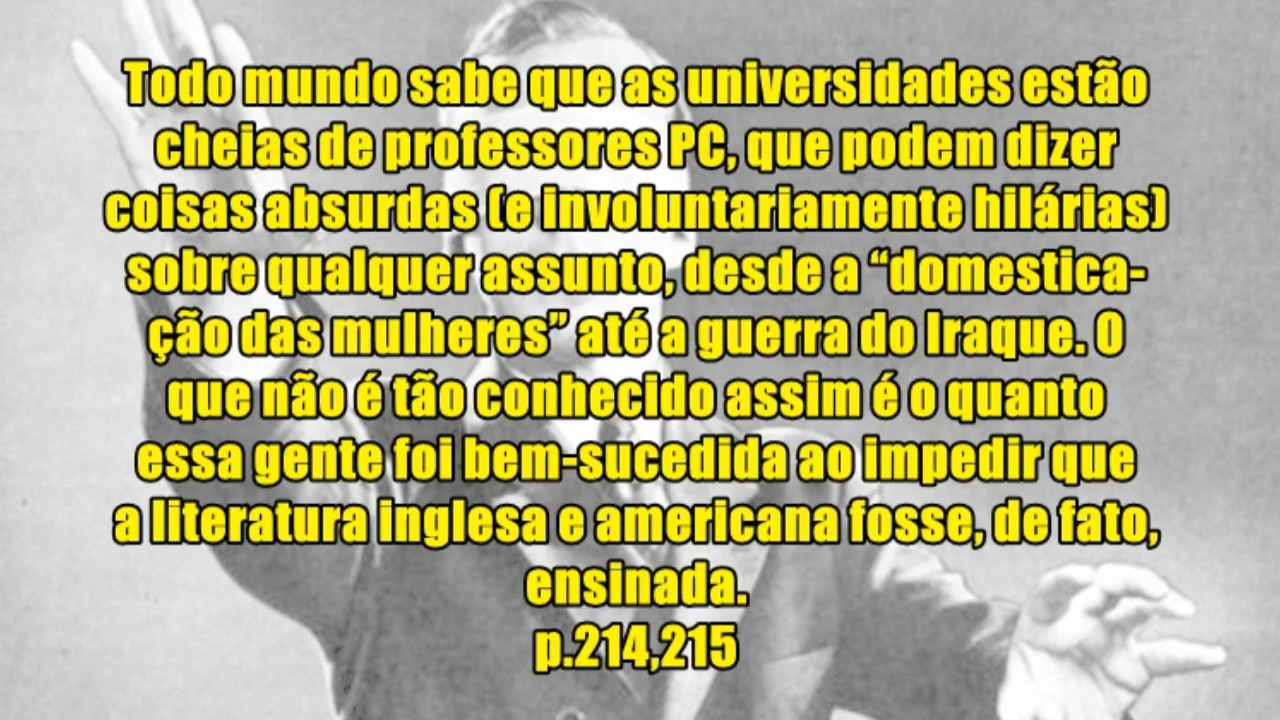 Todo mundo sabe que as universidades estão
cheias de professores PC, que podem dizer
coisas absurdas (e involuntariamente hilárias)
sobre qualquer assunto, desde a “domestica-
ção das mulheres” até a guerra do Iraque. O
que não é tão conhecido assim é o quanto
essa gente foi bem-sucedida ao impedir que
a literatura inglesa e americana fosse, de fato,
ensinada.
p.214,215